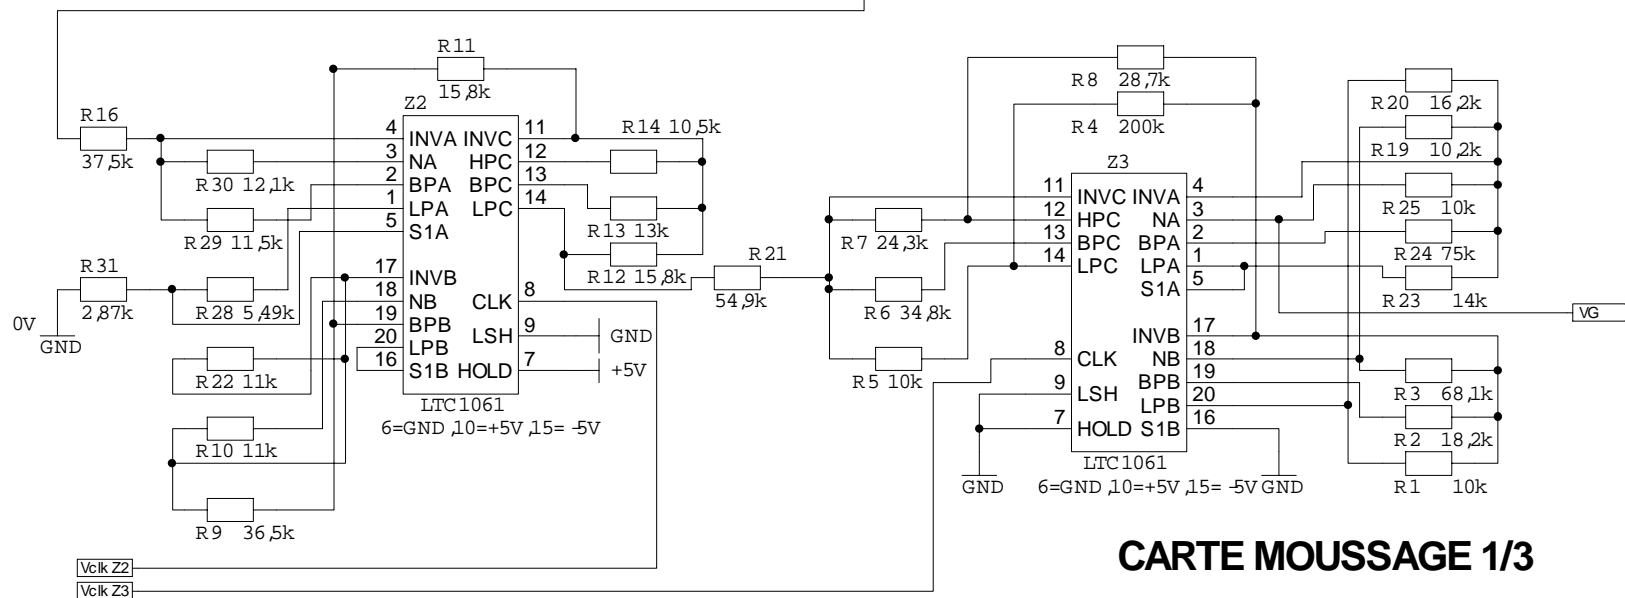 R11
15,8k
R16
37,5k
Z2
4 INVA INVC 11
3 NA HPC 12
2 BPA BPC 13
1 LPA LPC 14
5 S1A
17 INVB
18 NB CLK 8
19 BPB
20 LPB LSH 9
16 S1B HOLD 7
LTC1061
6=GND ,10=+5V ,15= -5V
GND
+5V
R30 12,1k
R29 11,5k
R31
2,87k
R28 5,49k
0V
GND
R22 11k
R10 11k
R9 36,5k
R14 10,5k
R13 13k
R12 15,8k
R21
54,9k
R8 28,7k
R4 200k
R7 24,3k
R6 34,8k
R5 10k
Z3
11 INVC INVA 4
12 HPC NA 3
13 BPC BPA 2
14 LPC LPA 1
S1A 5
INVB 17
8 CLK NB 18
BPB 19
9 LSH LPB 20
7 HOLD S1B 16
LTC1061
6=GND ,10=+5V ,15= -5V
GND
GND
R20 16,2k
R19 10,2k
R25 10k
R24 75k
R23 14k
VG
R3 68,1k
R2 18,2k
R1 10k
Vclk Z2
Vclk Z3
CARTE MOUSSAGE 1/3